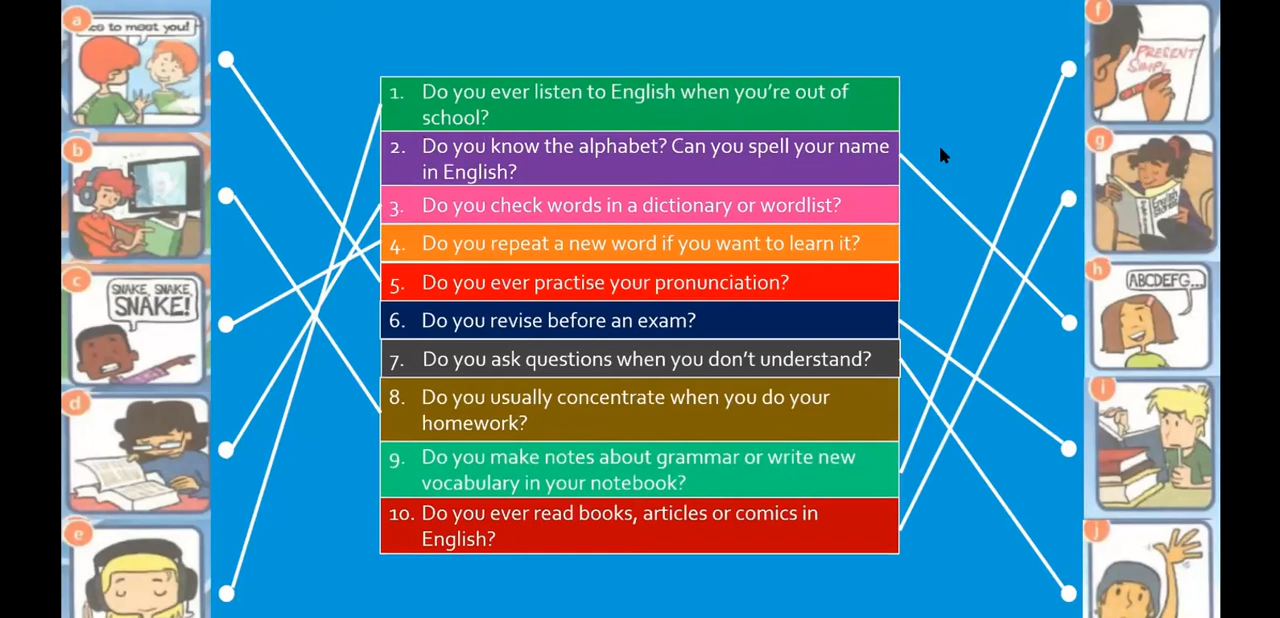 a
ce to meet you!
b
c
SNAKE, SNAKE,
SNAKE!
d
e
1. Do you ever listen to English when you're out of
school?
2. Do you know the alphabet? Can you spell your name
in English?
3. Do you check words in a dictionary or wordlist?
4. Do you repeat a new word if you want to learn it?
5. Do you ever practise your pronunciation?
6. Do you revise before an exam?
7. Do you ask questions when you don't understand?
8. Do you usually concentrate when you do your
homework?
9. Do you make notes about grammar or write new
vocabulary in your notebook?
10. Do you ever read books, articles or comics in
English?
f
PRESENT
SIMPL
g
h
ABCDEFG...
i
j